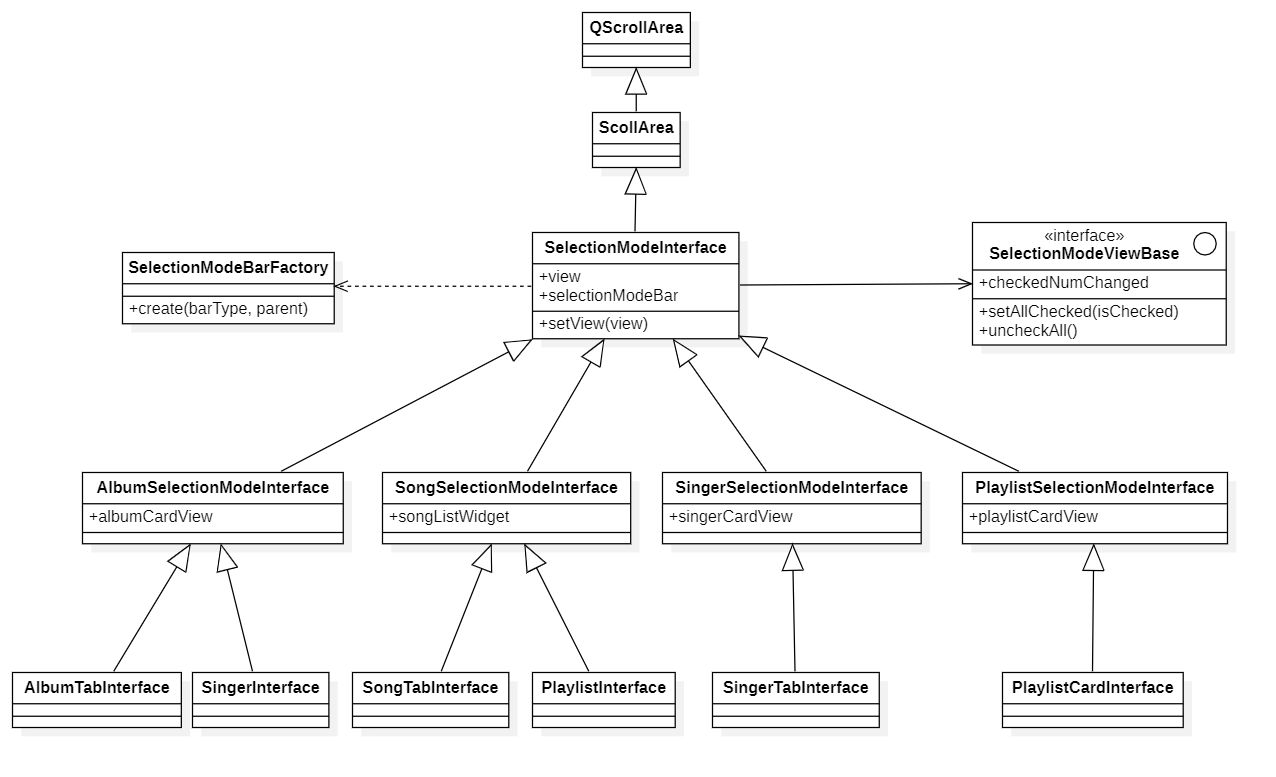 QScrollArea
ScollArea
SelectionModeInterface
+view
+selectionModeBar
+setView(view)
SelectionModeBarFactory
+create(barType, parent)
«interface»
SelectionModeViewBase
+checkedNumChanged
+setAllChecked(isChecked)
+uncheckAll()
AlbumSelectionModeInterface
+albumCardView
SongSelectionModeInterface
+songListWidget
SingerSelectionModeInterface
+singerCardView
PlaylistSelectionModeInterface
+playlistCardView
AlbumTabInterface
SingerInterface
SongTabInterface
PlaylistInterface
SingerTabInterface
PlaylistCardInterface